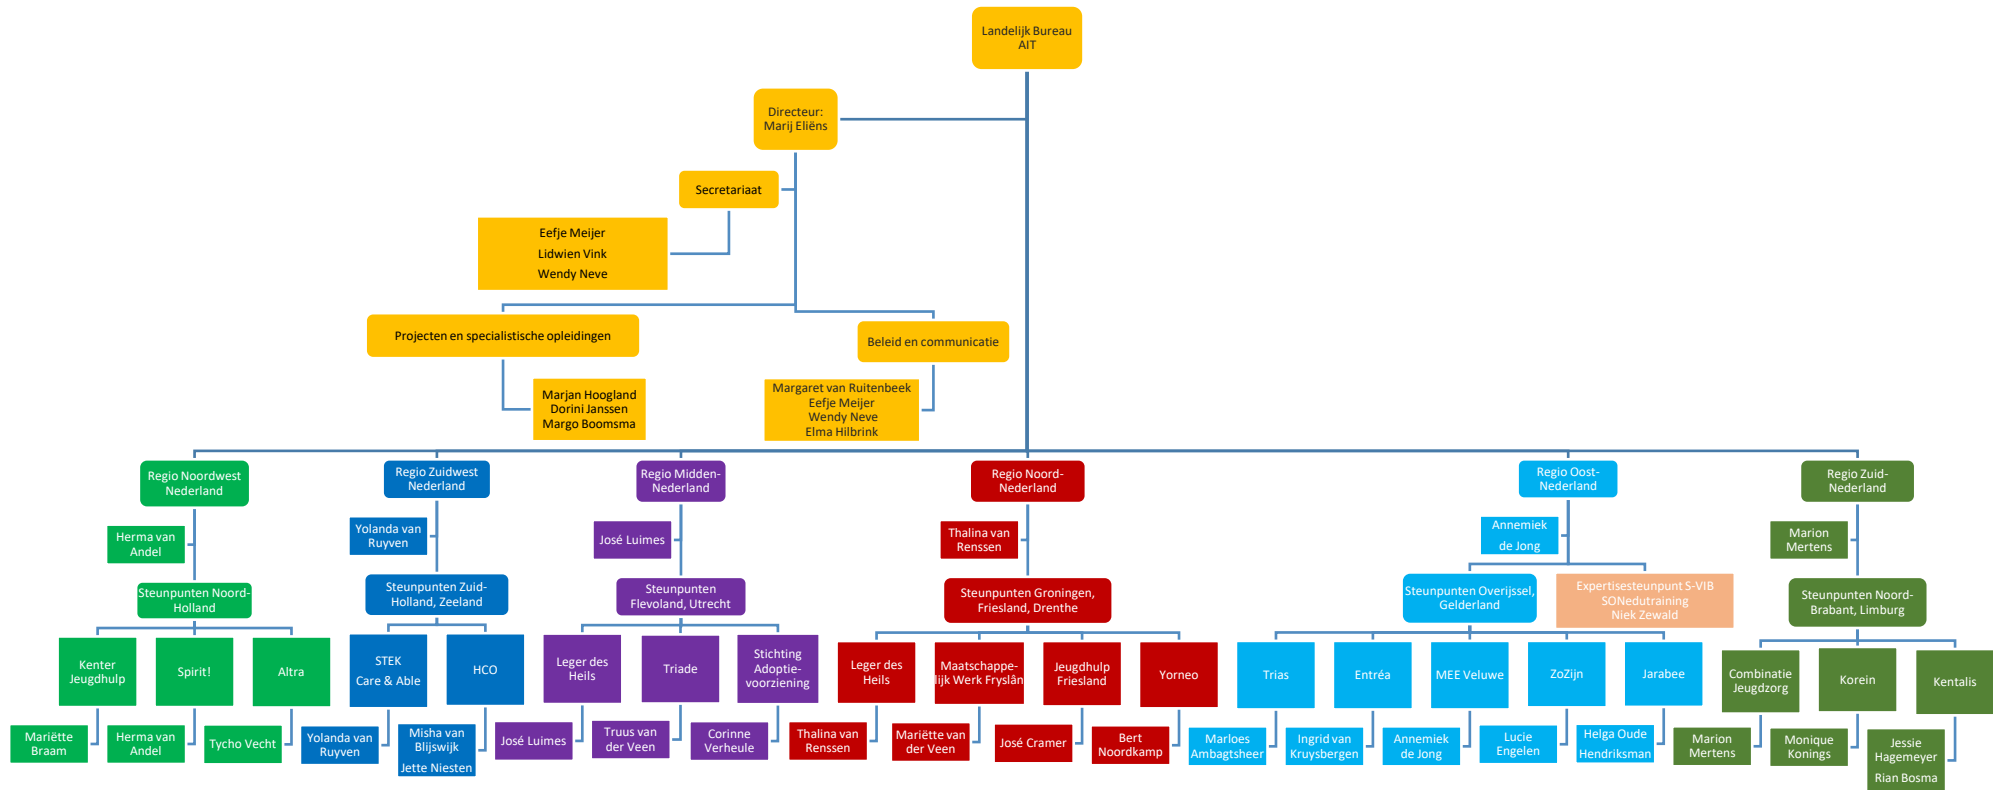 Landelijk Bureau
AIT
Directeur:
Marij Eliëns
Secretariaat
Eefje Meijer
Lidwien Vink
Wendy Neve
Projecten en specialistische opleidingen
Beleid en communicatie
Marjan Hoogland
Dorini Janssen
Margo Boomsma
Margaret van Ruitenbeek
Eefje Meijer
Wendy Neve
Elma Hilbrink
Regio Noordwest
Nederland
Herma van
Andel
Steunpunten Noord-
Holland
Kenter
Jeugdhulp
Mariëtte
Braam
Spirit!
Herma van
Andel
Altra
Tycho Vecht
Regio Zuidwest
Nederland
Yolanda van
Ruyven
Steunpunten Zuid-
Holland, Zeeland
STEK
Care & Able
Yolanda van
Ruyven
HCO
Misha van
Blijswijk
Jette Niesten
Regio Midden-
Nederland
José Luimes
Steunpunten
Flevoland, Utrecht
Leger des
Heils
José Luimes
Triade
Truus van
der Veen
Stichting
Adoptie-
voorziening
Corinne
Verheule
Regio Noord-
Nederland
Thalina van
Renssen
Steunpunten Groningen,
Friesland, Drenthe
Leger des
Heils
Thalina van
Renssen
Maatschappe-
lijk Werk Fryslân
Mariëtte van
der Veen
Jeugdhulp
Friesland
José Cramer
Yorneo
Bert
Noordkamp
Regio Oost-
Nederland
Annemiek
de Jong
Steunpunten Overijssel,
Gelderland
Expertisesteunpunt S-VIB
SONedutraining
Niek Zewald
Trias
Marloes
Ambagtsheer
Entréa
Ingrid van
Kruysbergen
MEE Veluwe
Annemiek
de Jong
ZoZijn
Lucie
Engelen
Jarabee
Helga Oude
Hendriksman
Regio Zuid-
Nederland
Marion
Mertens
Steunpunten Noord-
Brabant, Limburg
Combinatie
Jeugdzorg
Marion
Mertens
Korein
Monique
Konings
Kentalis
Jessie
Hagemeyer
Rian Bosma